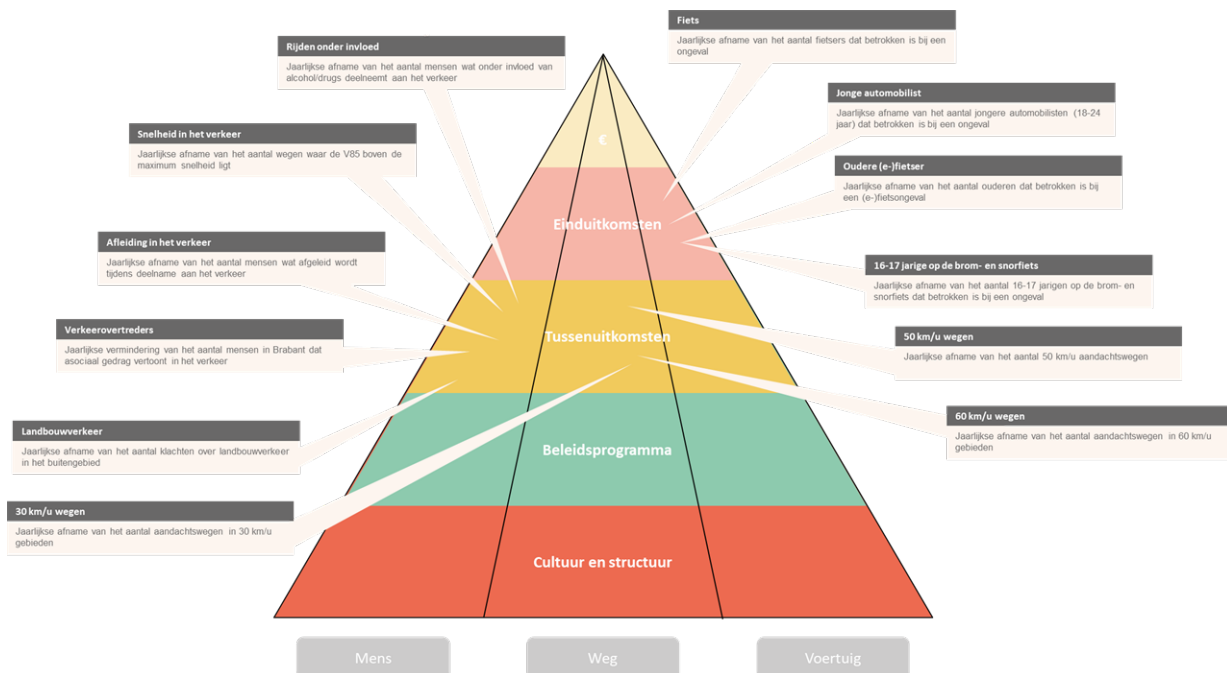 Fiets
Jaarlijkse afname van het aantal fietsers dat betrokken is bij een
ongeval
Rijden onder invloed
Jaarlijkse afname van het aantal mensen wat onder invloed van
alcohol/drugs deelneemt aan het verkeer
Jonge automobilist
Jaarlijkse afname van het aantal jongere automobilisten (18-24
jaar) dat betrokken is bij een ongeval
Snelheid in het verkeer
Jaarlijkse afname van het aantal wegen waar de V85 boven de
maximum snelheid ligt
€
Oudere (e-)fietser
Jaarlijkse afname van het aantal ouderen dat betrokken is bij
een (e-)fietsongeval
Einduitkomsten
Afleiding in het verkeer
Jaarlijkse afname van het aantal mensen wat afgeleid wordt
tijdens deelname aan het verkeer
16-17 jarige op de brom- en snorfiets
Jaarlijkse afname van het aantal 16-17 jarigen op de brom- en
snorfiets dat betrokken is bij een ongeval
Verkeerovertreders
Jaarlijkse vermindering van het aantal mensen in Brabant dat
asociaal gedrag vertoont in het verkeer
Tussenuitkomsten
50 km/u wegen
Jaarlijkse afname van het aantal 50 km/u aandachtswegen
60 km/u wegen
Jaarlijkse afname van het aantal aandachtswegen in 60 km/u
gebieden
Landbouwverkeer
Jaarlijkse afname van het aantal klachten over landbouwverkeer
in het buitengebied
Beleidsprogramma
30 km/u wegen
Jaarlijkse afname van het aantal aandachtswegen in 30 km/u
gebieden
Cultuur en structuur
Mens
Weg
Voertuig